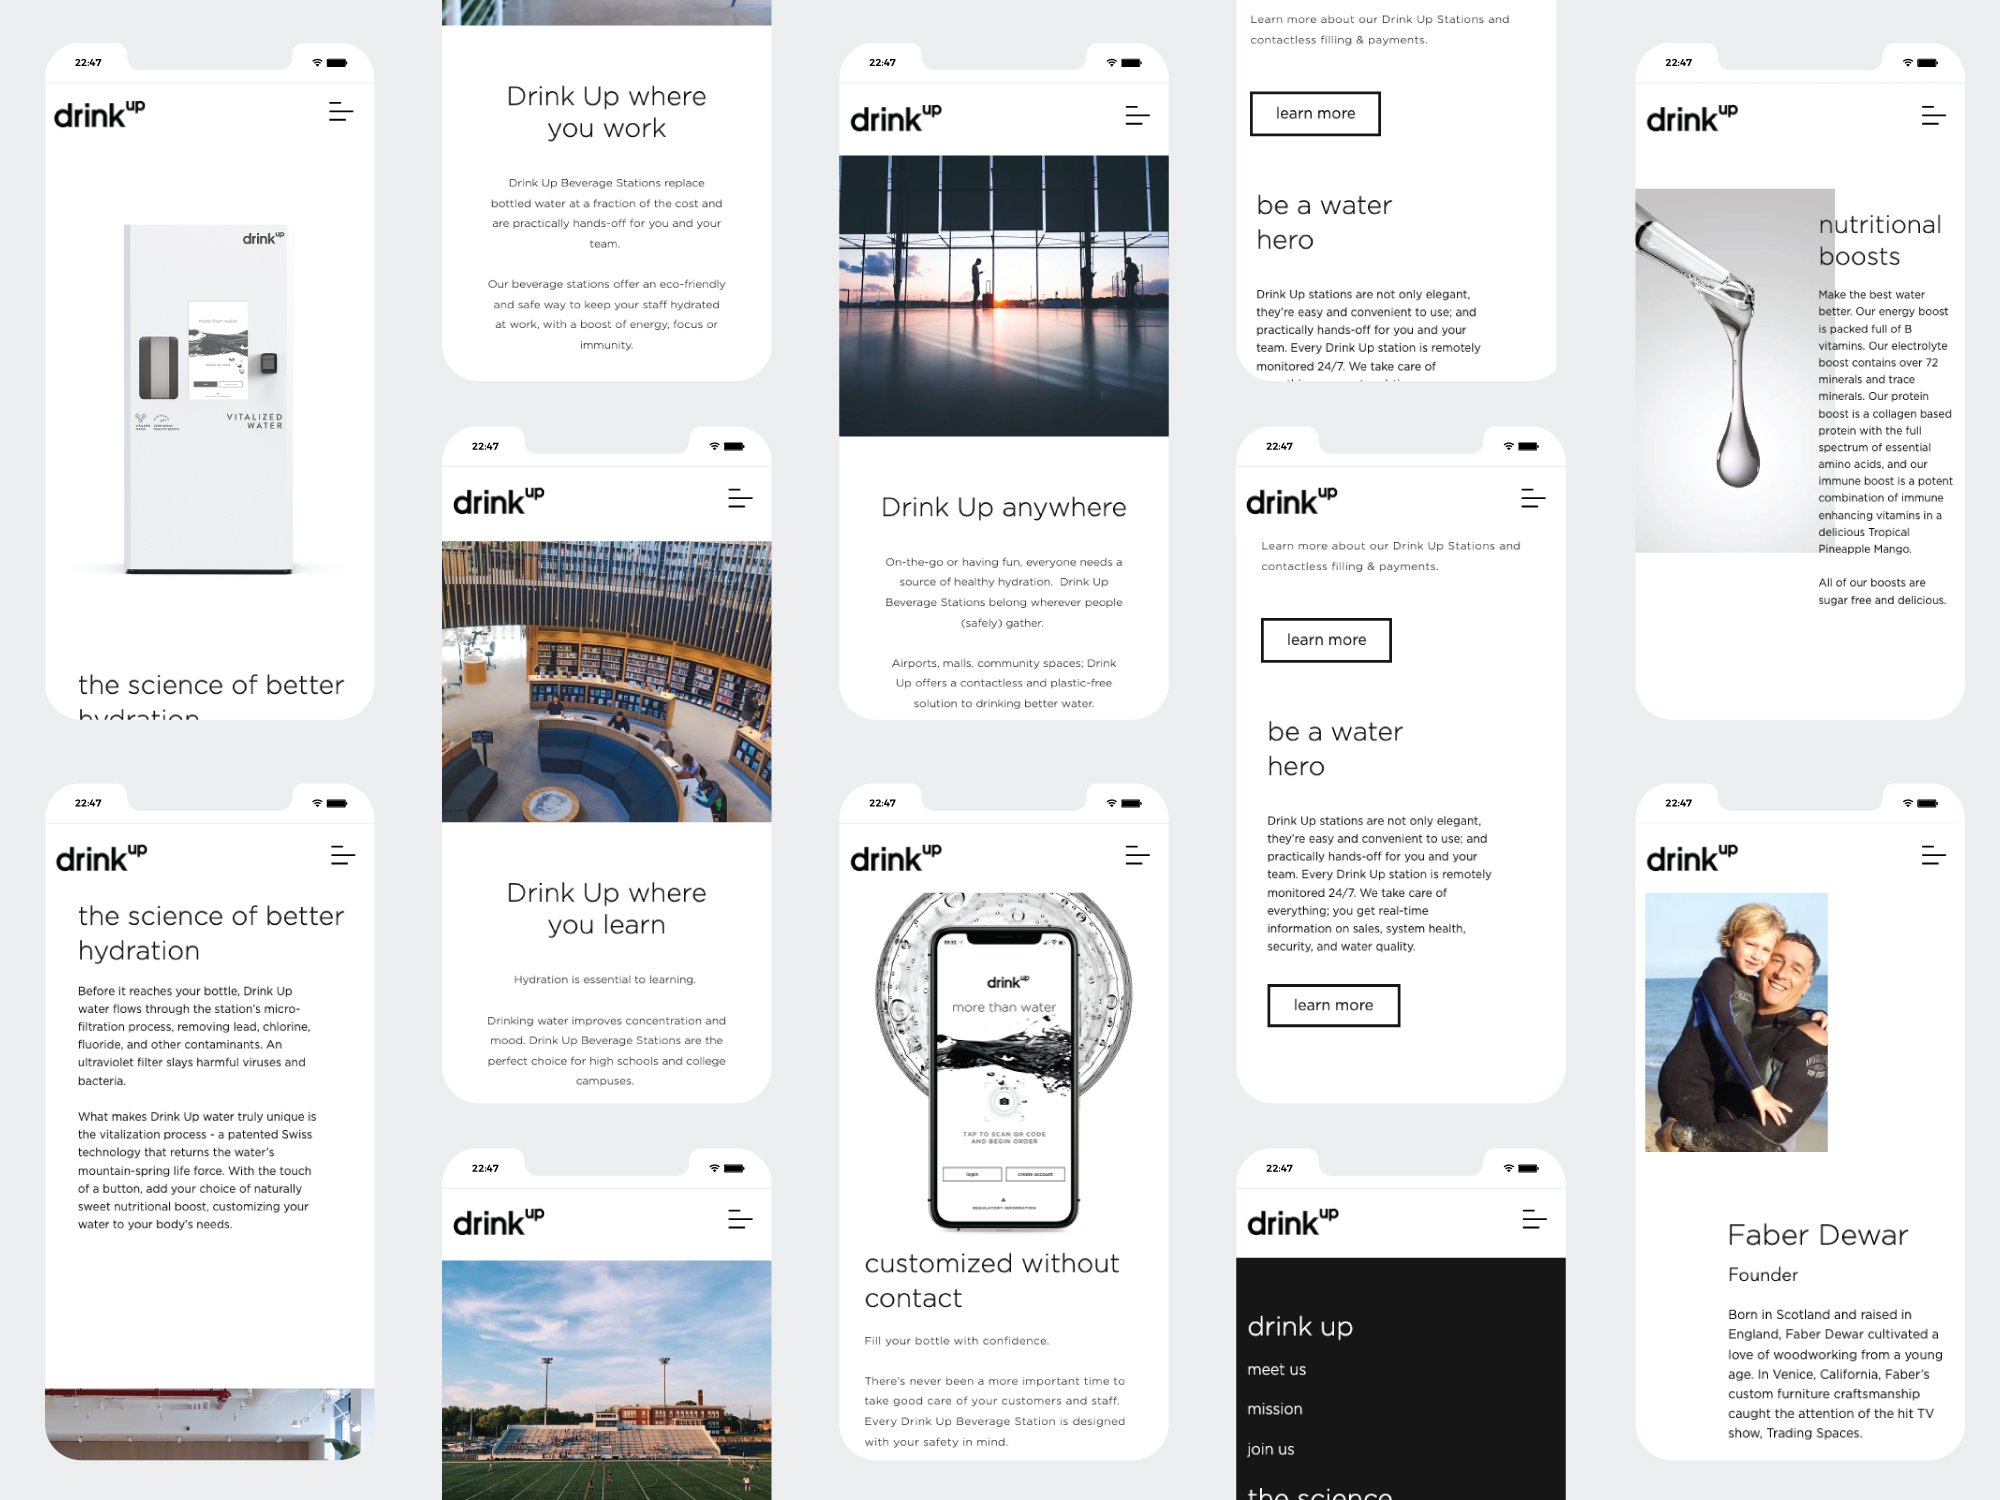 22:47
drink up
drink up
more than water
VITALIZED
WATER
the science of better
hydration
22:47
drink up
the science of better
hydration
Before it reaches your bottle, Drink Up
water flows through the station's micro-
filtration process, removing lead, chlorine,
fluoride, and other contaminants. An
ultraviolet filter slays harmful viruses and
bacteria.
What makes Drink Up water truly unique is
the vitalization process - a patented Swiss
technology that returns the water's
mountain-spring life force. With the touch
of a button, add your choice of naturally
sweet nutritional boost, customizing your
water to your body's needs.
Drink Up where
you work
Drink Up Beverage Stations replace
bottled water at a fraction of the cost and
are practically hands-off for you and your
team.
Our beverage stations offer an eco-friendly
and safe way to keep your staff hydrated
at work, with a boost of energy, focus or
immunity.
22:47
drink up
Drink Up where
you learn
Hydration is essential to learning.
Drinking water improves concentration and
mood. Drink Up Beverage Stations are the
perfect choice for high schools and college
campuses.
22:47
drink up
22:47
drink up
Drink Up anywhere
On-the-go or having fun, everyone needs a
source of healthy hydration. Drink Up
Beverage Stations belong wherever people
(safely) gather.
Airports, malls, community spaces; Drink
Up offers a contactless and plastic-free
solution to drinking better water.
22:47
drink up
drink up
more than water
TAP TO SCAN QR CODE
AND BEGIN ORDER
login
create account
REGULATORY INFORMATION
customized without
contact
Fill your bottle with confidence.
There's never been a more important time to
take good care of your customers and staff.
Every Drink Up Beverage Station is designed
with your safety in mind.
Learn more about our Drink Up Stations and
contactless filling & payments.
learn more
be a water
hero
Drink Up stations are not only elegant,
they're easy and convenient to use; and
practically hands-off for you and your
team. Every Drink Up station is remotely
monitored 24/7. We take care of
22:47
drink up
Learn more about our Drink Up Stations and
contactless filling & payments.
learn more
be a water
hero
Drink Up stations are not only elegant,
they're easy and convenient to use; and
practically hands-off for you and your
team. Every Drink Up station is remotely
monitored 24/7. We take care of
everything; you get real-time
information on sales, system health,
security, and water quality.
learn more
22:47
drink up
drink up
meet us
mission
join us
the science
22:47
drink up
nutritional
boosts
Make the best water
better. Our energy boost
is packed full of B
vitamins. Our electrolyte
boost contains over 72
minerals and trace
minerals. Our protein
boost is a collagen based
protein with the full
spectrum of essential
amino acids, and our
immune boost is a potent
combination of immune
enhancing vitamins in a
delicious Tropical
Pineapple Mango.
All of our boosts are
sugar free and delicious.
22:47
drink up
Faber Dewar
Founder
Born in Scotland and raised in
England, Faber Dewar cultivated a
love of woodworking from a young
age. In Venice, California, Faber's
custom furniture craftsmanship
caught the attention of the hit TV
show, Trading Spaces.